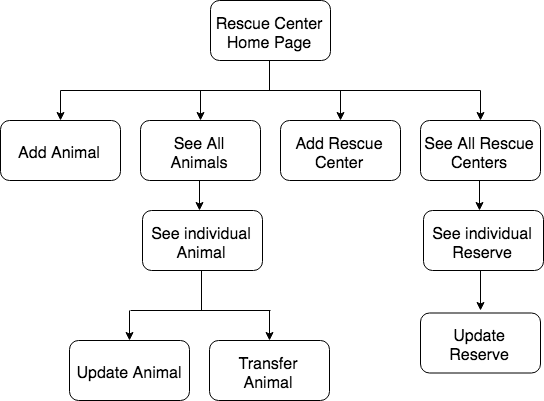 Rescue Center
Home Page
Add Animal
See All
Animals
Add Rescue
Center
See All Rescue
Centers
See individual
Animal
See individual
Reserve
Update Animal
Transfer
Animal
Update
Reserve